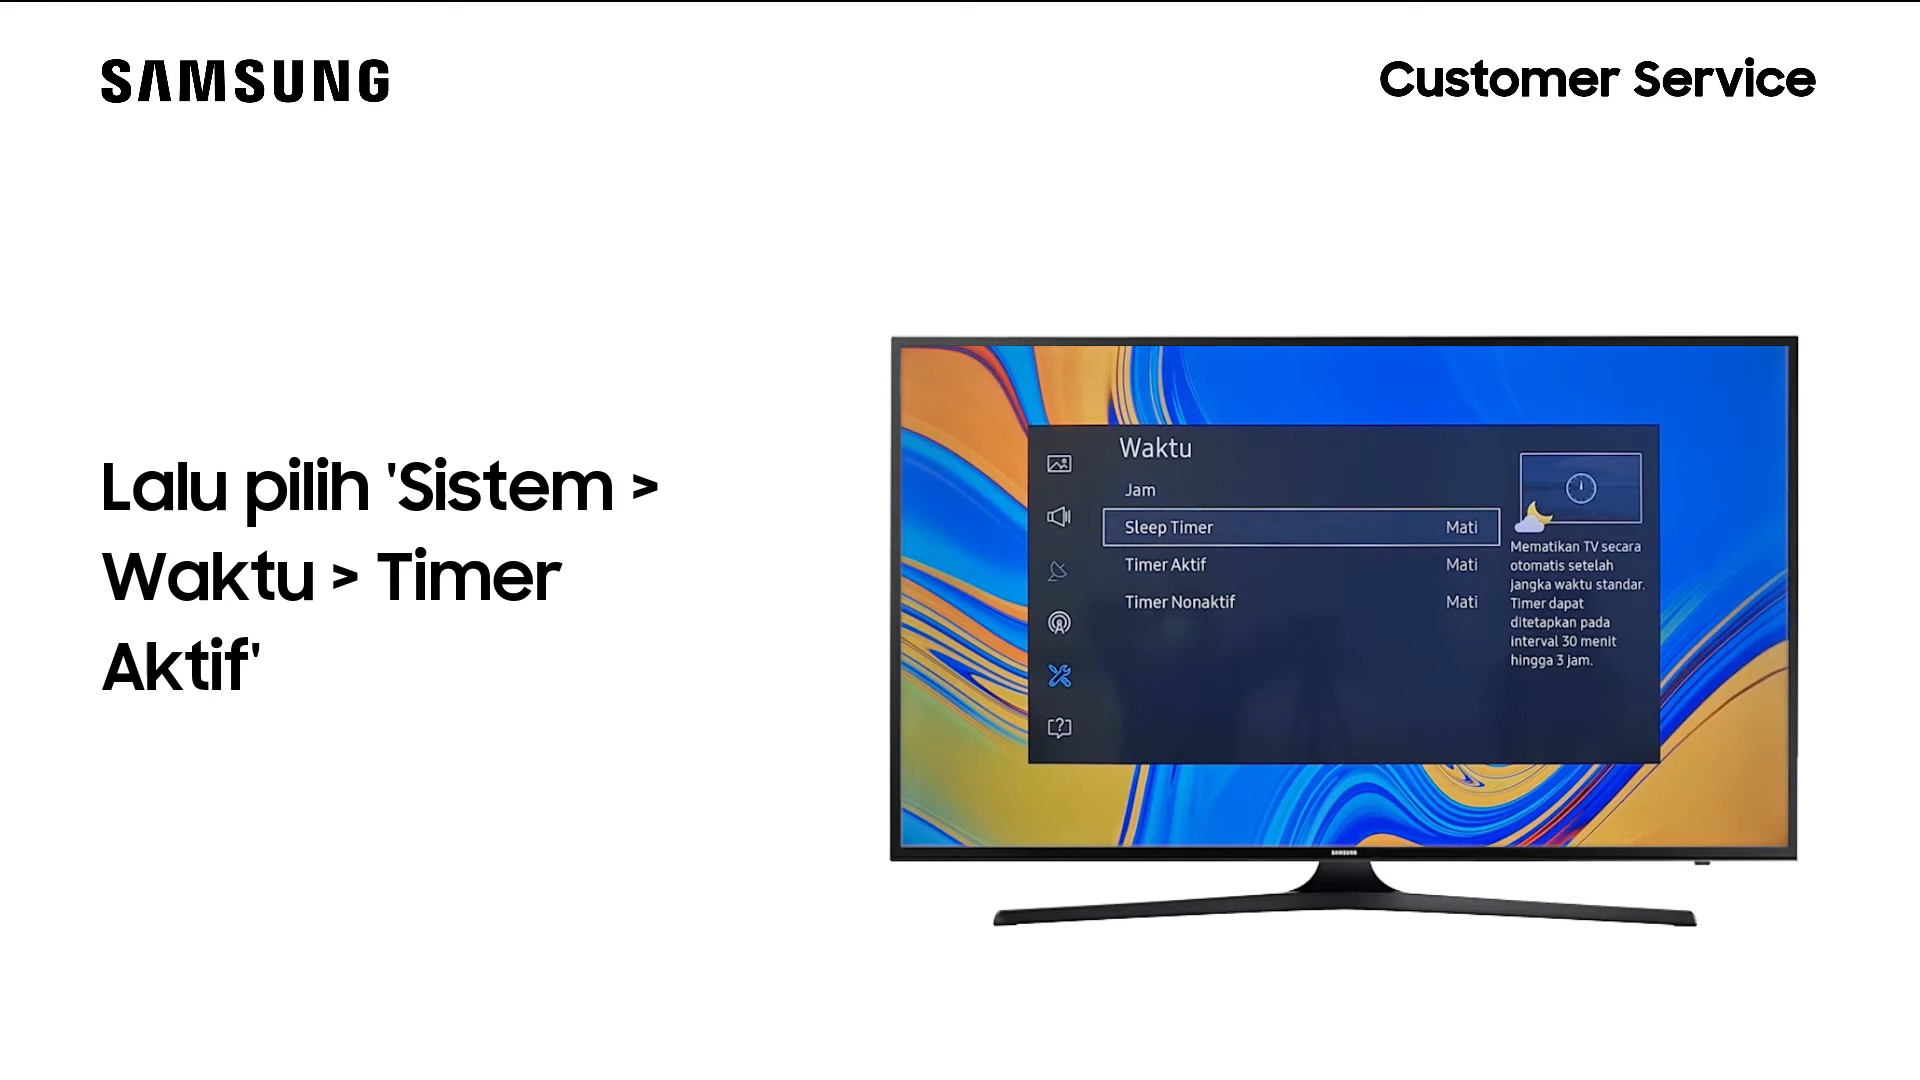 SAMSUNG
Customer Service
Lalu pilih 'Sistem >
Waktu > Timer
Aktif'
Waktu
Jam
Sleep Timer Mati
Timer Aktif Mati
Timer Nonaktif Mati
Mematikan TV secara
otomatis setelah
jangka waktu standar.
Timer dapat
ditetapkan pada
interval 30 menit
hingga 3 jam.
SAMSUNG